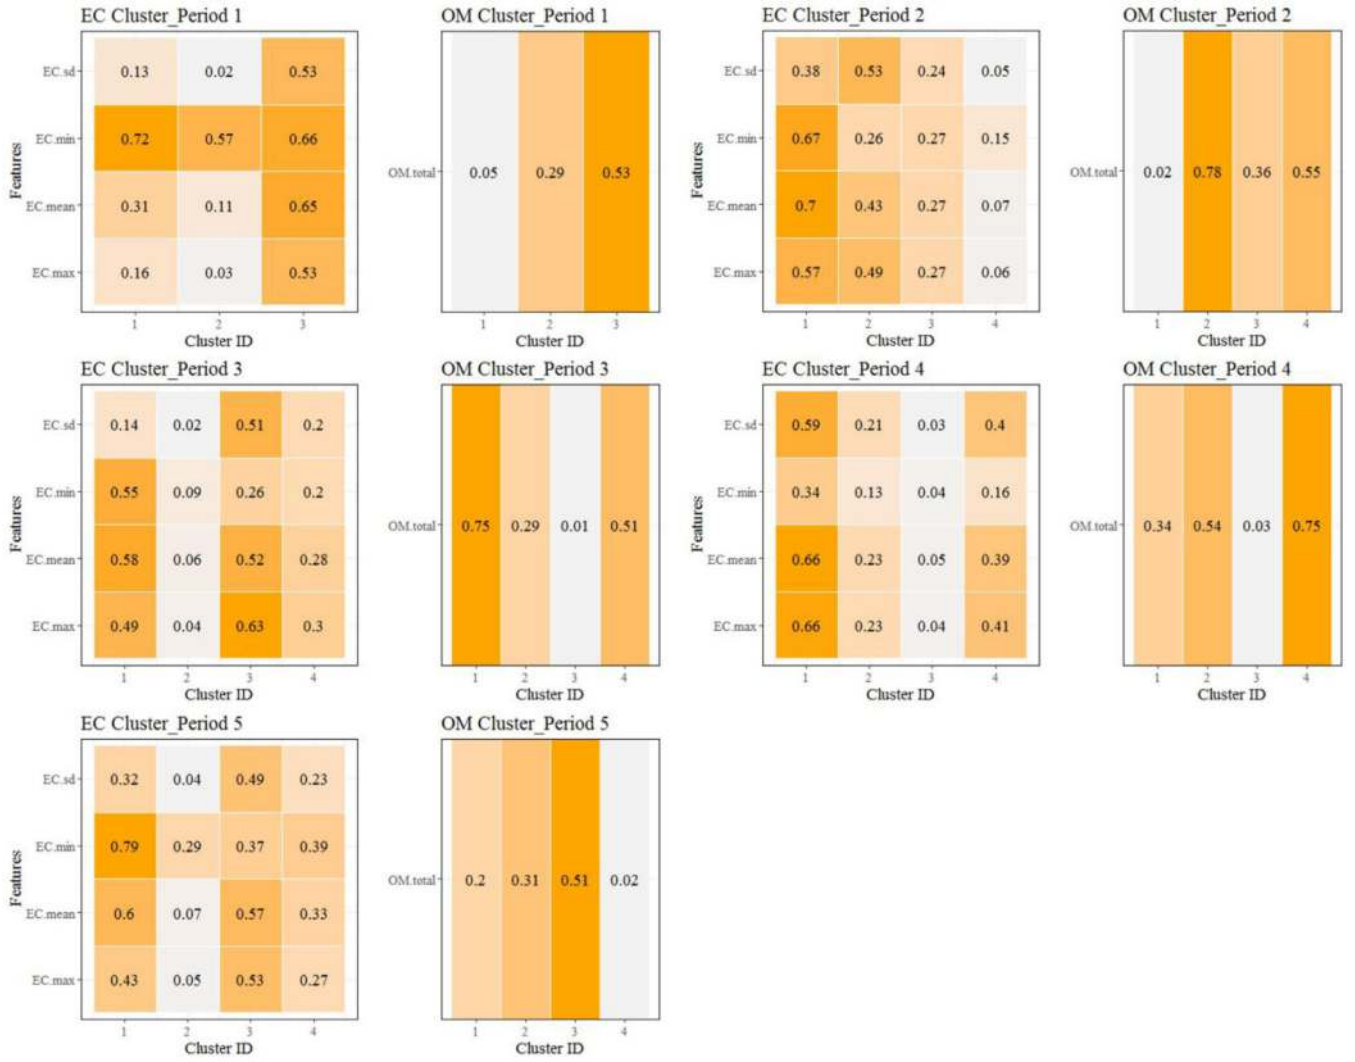 EC Cluster_Period 1
OM Cluster_Period 1
EC Cluster_Period 2
OM Cluster_Period 2
Features
EC.sd 0.13 0.02 0.53
EC.min 0.72 0.57 0.66
EC.mean 0.31 0.11 0.65
EC.max 0.16 0.03 0.53
1 2 3
Cluster ID
OM.total 0.05 0.29 0.53
1 2 3
Cluster ID
Features
EC.sd 0.38 0.53 0.24 0.05
EC.min 0.67 0.26 0.27 0.15
EC.mean 0.7 0.43 0.27 0.07
EC.max 0.57 0.49 0.27 0.06
1 2 3 4
Cluster ID
OM.total 0.02 0.78 0.36 0.55
1 2 3 4
Cluster ID
EC Cluster_Period 3
OM Cluster_Period 3
EC Cluster_Period 4
OM Cluster_Period 4
Features
EC.sd 0.14 0.02 0.51 0.2
EC.min 0.55 0.09 0.26 0.2
EC.mean 0.58 0.06 0.52 0.28
EC.max 0.49 0.04 0.63 0.3
1 2 3 4
Cluster ID
OM.total 0.75 0.29 0.01 0.51
1 2 3 4
Cluster ID
Features
EC.sd 0.59 0.21 0.03 0.4
EC.min 0.34 0.13 0.04 0.16
EC.mean 0.66 0.23 0.05 0.39
EC.max 0.66 0.23 0.04 0.41
1 2 3 4
Cluster ID
OM.total 0.34 0.54 0.03 0.75
1 2 3 4
Cluster ID
EC Cluster_Period 5
OM Cluster_Period 5
Features
EC.sd 0.32 0.04 0.49 0.23
EC.min 0.79 0.29 0.37 0.39
EC.mean 0.6 0.07 0.57 0.33
EC.max 0.43 0.05 0.53 0.27
1 2 3 4
Cluster ID
OM.total 0.2 0.31 0.51 0.02
1 2 3 4
Cluster ID